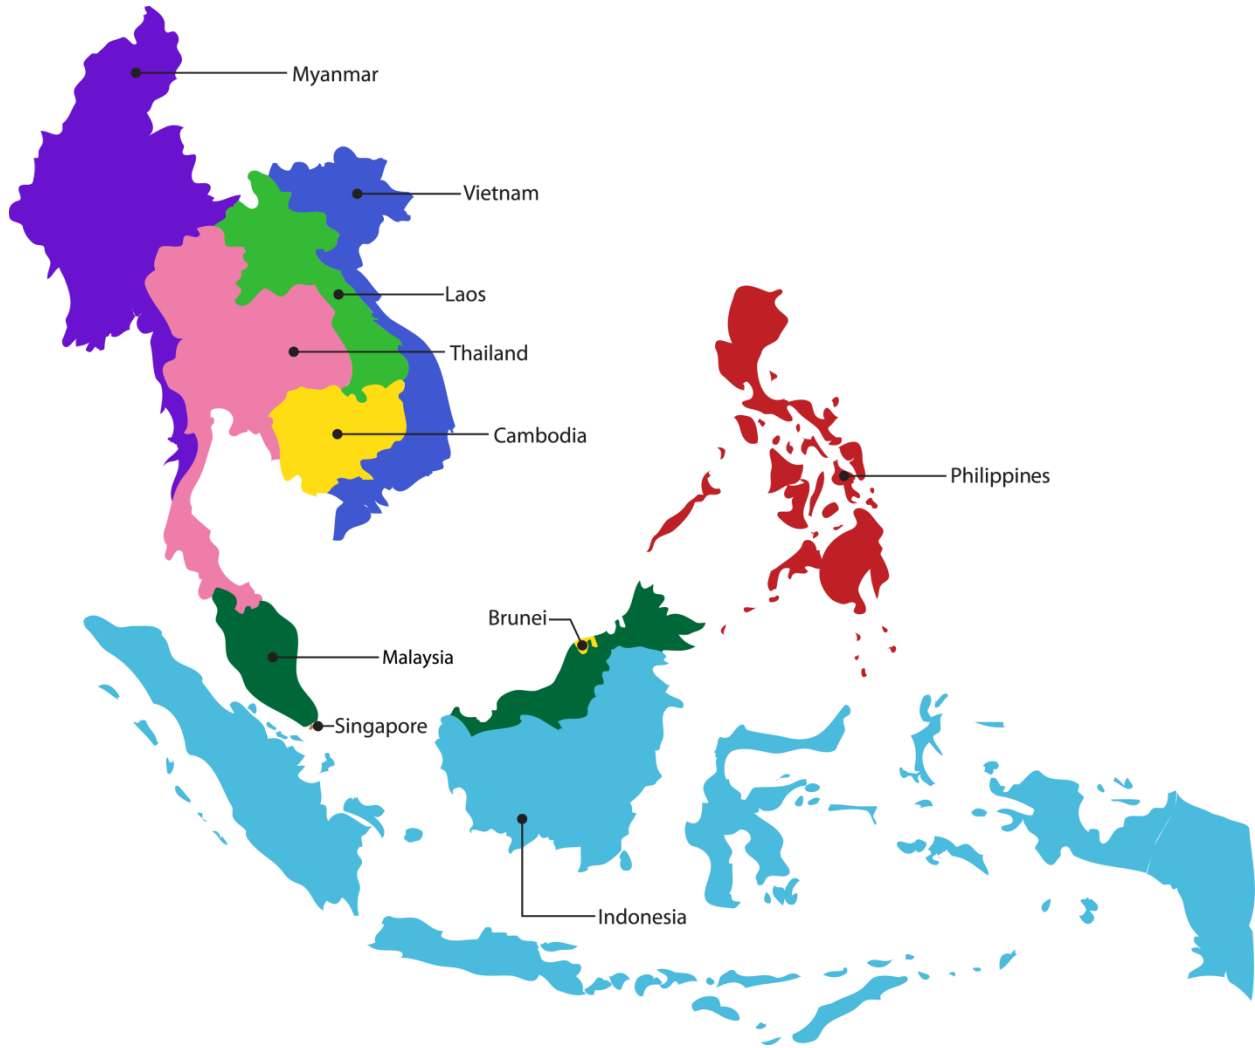 Myanmar
Vietnam
Laos
Thailand
Cambodia
Philippines
Brunei
Malaysia
Singapore
Indonesia